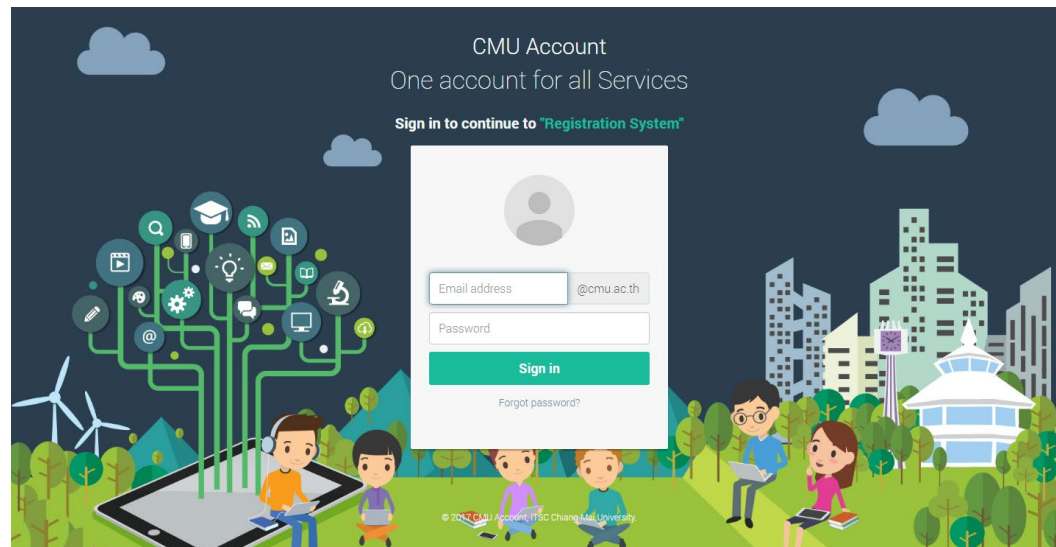 CMU Account
One account for all Services
Sign in to continue to "Registration System"
Email address @cmu.ac.th
Password
Sign in
Forgot password?
@
© 2017 CMU Account, ITSC Chiang Mai University.